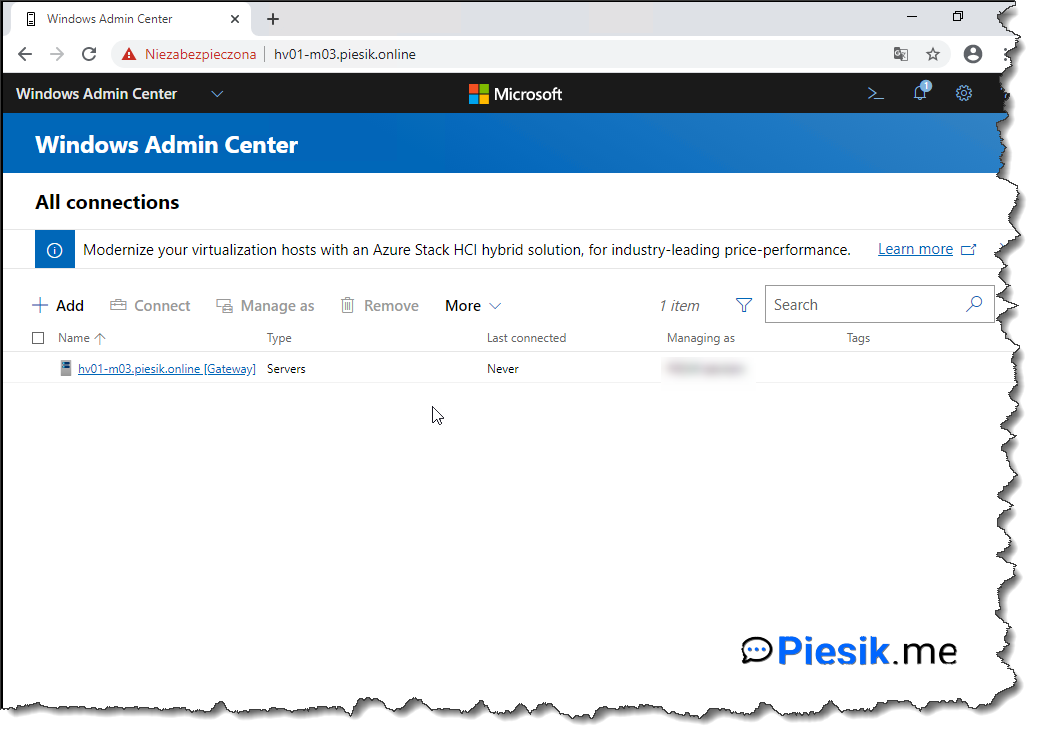 Windows Admin Center
Niezabezpieczona hv01-m03.piesik.online
Windows Admin Center Microsoft 1
Windows Admin Center
All connections
Modernize your virtualization hosts with an Azure Stack HCI hybrid solution, for industry-leading price-performance. Learn more
Add Connect Manage as Remove More 1 item Search
Name Type Last connected Managing as Tags
hv01-m03.piesik.online [Gateway] Servers Never
Piesik.me